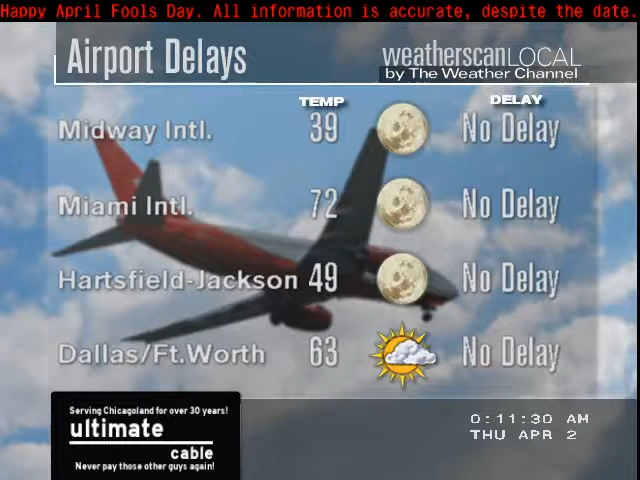 Happy April Fools Day. All information is accurate, despite the date.
Airport Delays
weatherscanLOCAL
by The Weather Channel
TEMP DELAY
Midway Intl. 39 No Delay
Miami Intl. 72 No Delay
Hartsfield-Jackson 49 No Delay
Dallas/Ft.Worth 63 No Delay
Serving Chicagoland for over 30 years!
ultimate
cable
Never pay those other guys again!
0:11:30 AM
THU APR 2